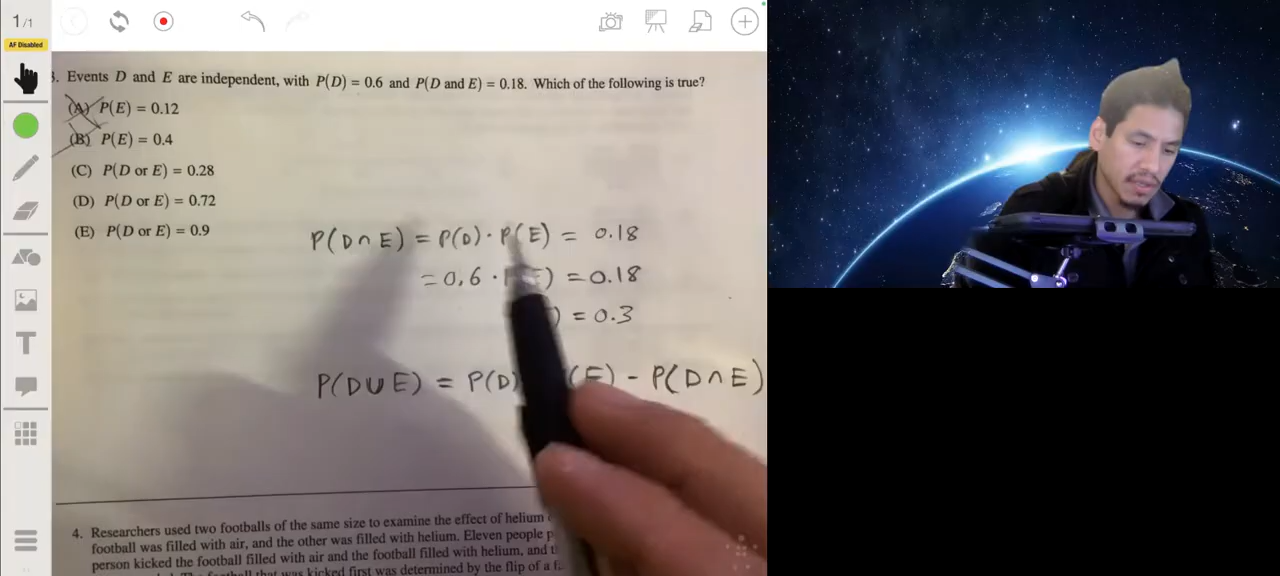 1/1
AF Disabled
3. Events D and E are independent, with P(D) = 0.6 and P(D and E) = 0.18. Which of the following is true?
(A) P(E) = 0.12
(B) P(E) = 0.4
(C) P(D or E) = 0.28
(D) P(D or E) = 0.72
(E) P(D or E) = 0.9
P(D∩E) = P(D)·P(E) = 0.18
= 0.6 · E) = 0.18
) = 0.3
P(D∪E) = P(D) (E) - P(D∩E)
4. Researchers used two footballs of the same size to examine the effect of helium
football was filled with air, and the other was filled with helium. Eleven people
person kicked the football filled with air and the football filled with helium, and
football that was kicked first was determined by the flip of a
T